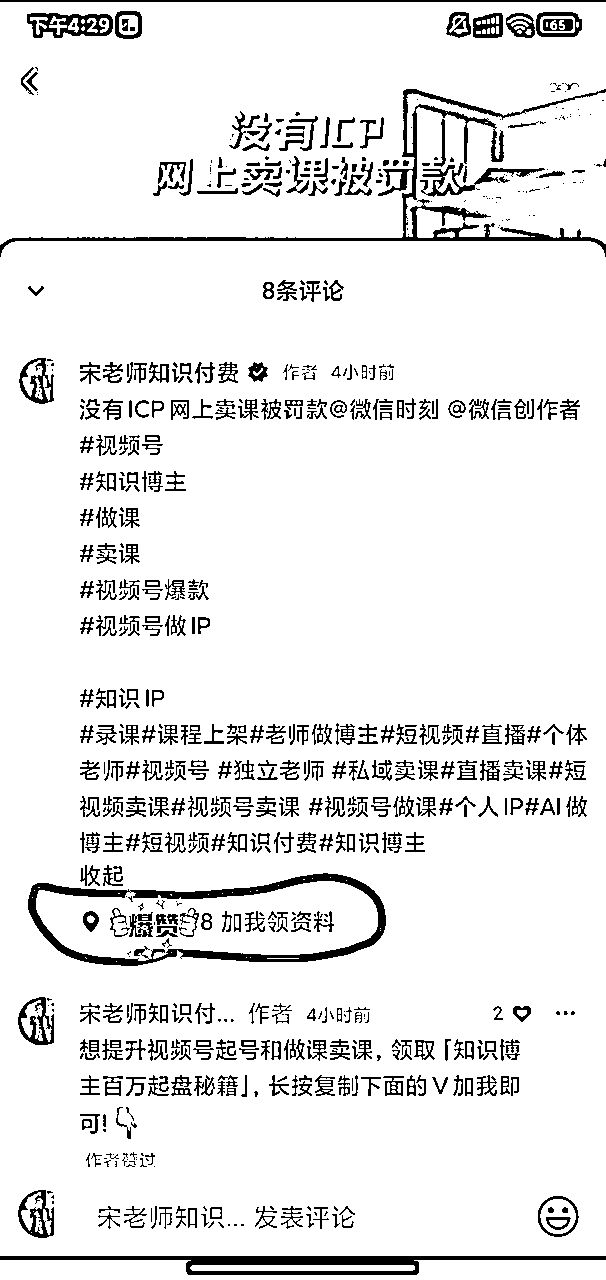 下午4:29
65
没有ICP
网上卖课被罚款
8条评论
宋老师知识付费 作者 4小时前
没有ICP网上卖课被罚款@微信时刻 @微信创作者
#视频号
#知识博主
#做课
#卖课
#视频号爆款
#视频号做IP
#知识IP
#录课#课程上架#老师做博主#短视频#直播#个体
老师#视频号 #独立老师 #私域卖课#直播卖课#短
视频卖课#视频号卖课 #视频号做课#个人IP#AI做
博主#短视频#知识付费#知识博主
收起
爆赞 8 加我领资料
宋老师知识付... 作者 4小时前 2
想提升视频号起号和做课卖课，领取「知识博
主百万起盘秘籍」，长按复制下面的V加我即
可!👇
作者赞过
宋老师知识... 发表评论